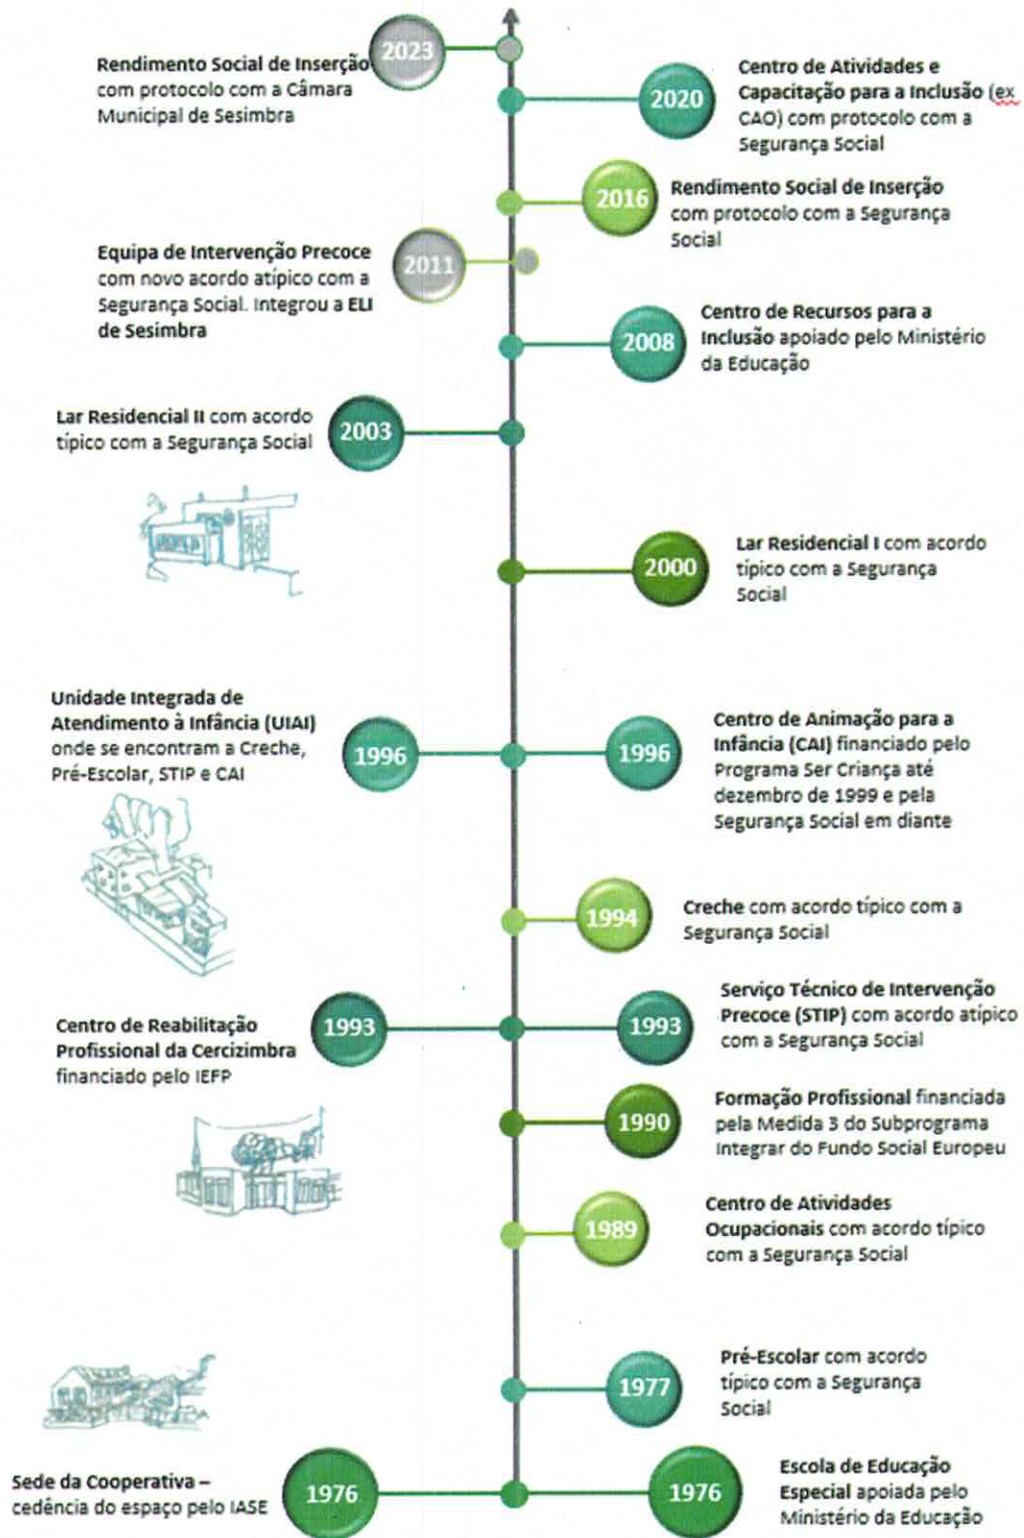 2023
Rendimento Social de Inserção
com protocolo com a Câmara
Municipal de Sesimbra
2020
Centro de Atividades e
Capacitação para a Inclusão (ex
CAO) com protocolo com a
Segurança Social
2016
Rendimento Social de Inserção
com protocolo com a Segurança
Social
Equipa de Intervenção Precoce
com novo acordo atípico com a
Segurança Social. Integrou a ELI
de Sesimbra
2011
2008
Centro de Recursos para a
Inclusão apoiado pelo Ministério
da Educação
Lar Residencial II com acordo
típico com a Segurança Social
2003
2000
Lar Residencial I com acordo
típico com a Segurança
Social
Unidade Integrada de
Atendimento à Infância (UIAI)
onde se encontram a Creche,
Pré-Escolar, STIP e CAI
1996
1996
Centro de Animação para a
Infância (CAI) financiado pelo
Programa Ser Criança até
dezembro de 1999 e pela
Segurança Social em diante
1994
Creche com acordo típico com a
Segurança Social
Centro de Reabilitação
Profissional da Cercizimbra
financiado pelo IEFP
1993
1993
Serviço Técnico de Intervenção
Precoce (STIP) com acordo atípico
com a Segurança Social
1990
Formação Profissional financiada
pela Medida 3 do Subprograma
Integrar do Fundo Social Europeu
1989
Centro de Atividades
Ocupacionais com acordo típico
com a Segurança Social
1977
Pré-Escolar com acordo
típico com a Segurança
Social
Sede da Cooperativa –
cedência do espaço pelo IASE
1976
1976
Escola de Educação
Especial apoiada pelo
Ministério da Educação